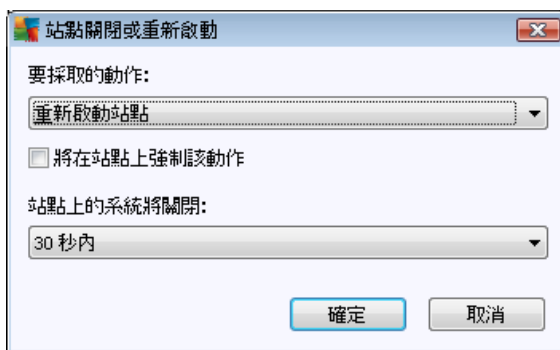 站點關閉或重新啟動
要採取的動作:
重新啟動站點
將在站點上強制該動作
站點上的系統將關閉:
30 秒內
確定
取消